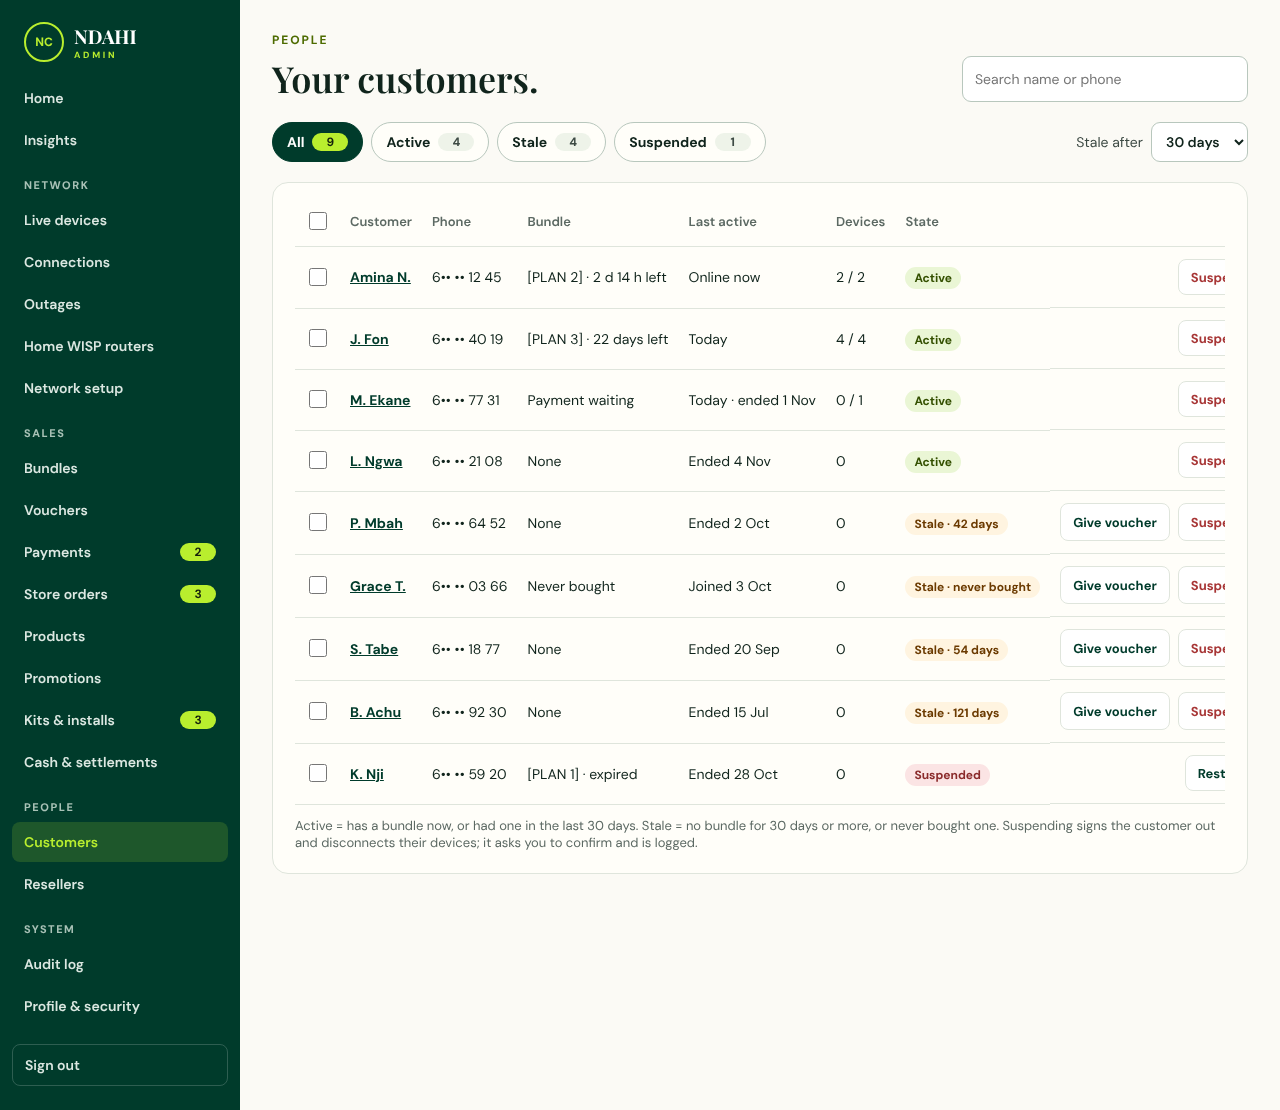 NC
NDAHI
ADMIN
Home
Insights
NETWORK
Live devices
Connections
Outages
Home WISP routers
Network setup
SALES
Bundles
Vouchers
Payments 2
Store orders 3
Products
Promotions
Kits & installs 3
Cash & settlements
PEOPLE
Customers
Resellers
SYSTEM
Audit log
Profile & security
Sign out
PEOPLE
Your customers.
Search name or phone
All 9 Active 4 Stale 4 Suspended 1 Stale after 30 days
Customer Phone Bundle Last active Devices State
Amina N. 6•• •• 12 45 [PLAN 2] · 2 d 14 h left Online now 2 / 2 Active Suspe
J. Fon 6•• •• 40 19 [PLAN 3] · 22 days left Today 4 / 4 Active Suspe
M. Ekane 6•• •• 77 31 Payment waiting Today · ended 1 Nov 0 / 1 Active Suspe
L. Ngwa 6•• •• 21 08 None Ended 4 Nov 0 Active Suspe
P. Mbah 6•• •• 64 52 None Ended 2 Oct 0 Stale · 42 days Give voucher Suspe
Grace T. 6•• •• 03 66 Never bought Joined 3 Oct 0 Stale · never bought Give voucher Suspe
S. Tabe 6•• •• 18 77 None Ended 20 Sep 0 Stale · 54 days Give voucher Suspe
B. Achu 6•• •• 92 30 None Ended 15 Jul 0 Stale · 121 days Give voucher Suspe
K. Nji 6•• •• 59 20 [PLAN 1] · expired Ended 28 Oct 0 Suspended Rest
Active = has a bundle now, or had one in the last 30 days. Stale = no bundle for 30 days or more, or never bought one. Suspending signs the customer out
and disconnects their devices; it asks you to confirm and is logged.